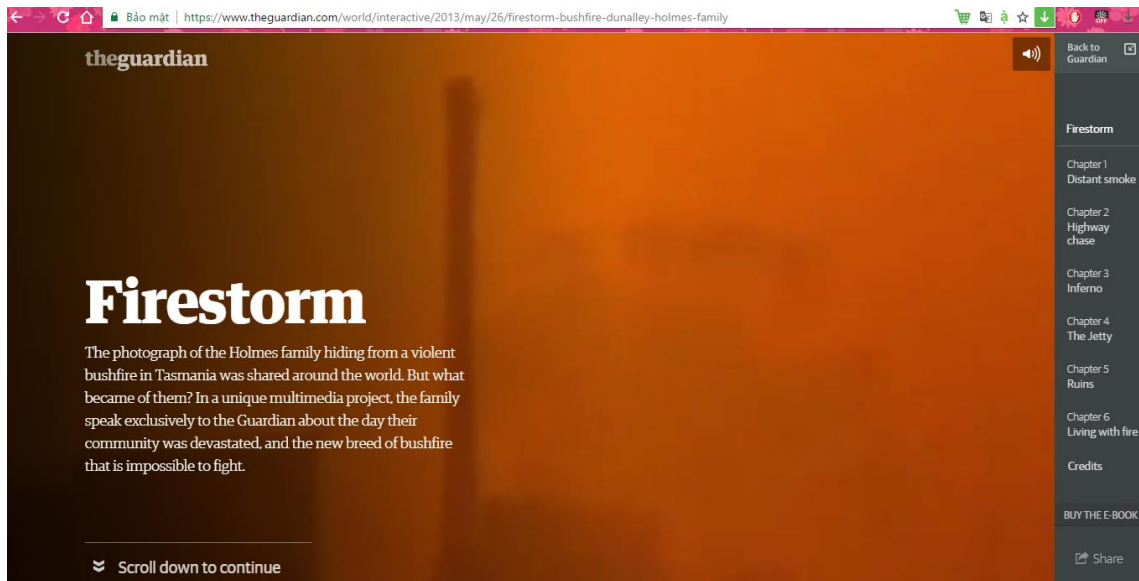 Bảo mật | https://www.theguardian.com/world/interactive/2013/may/26/firestorm-bushfire-dunalley-holmes-family
theguardian
Firestorm
The photograph of the Holmes family hiding from a violent
bushfire in Tasmania was shared around the world. But what
became of them? In a unique multimedia project, the family
speak exclusively to the Guardian about the day their
community was devastated, and the new breed of bushfire
that is impossible to fight.
Scroll down to continue
Back to
Guardian
Firestorm
Chapter 1
Distant smoke
Chapter 2
Highway
chase
Chapter 3
Inferno
Chapter 4
The Jetty
Chapter 5
Ruins
Chapter 6
Living with fire
Credits
BUY THE E-BOOK
Share